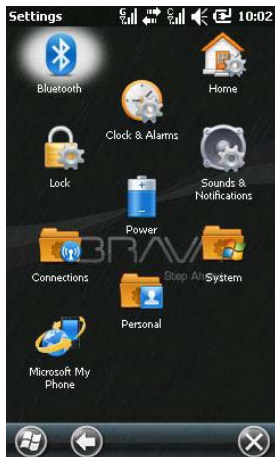 Settings
10:02
Bluetooth
Home
Clock & Alarms
Lock
Sounds &
Notifications
Power
BRAVA
Step Ahead
Connections
System
Personal
Microsoft My
Phone